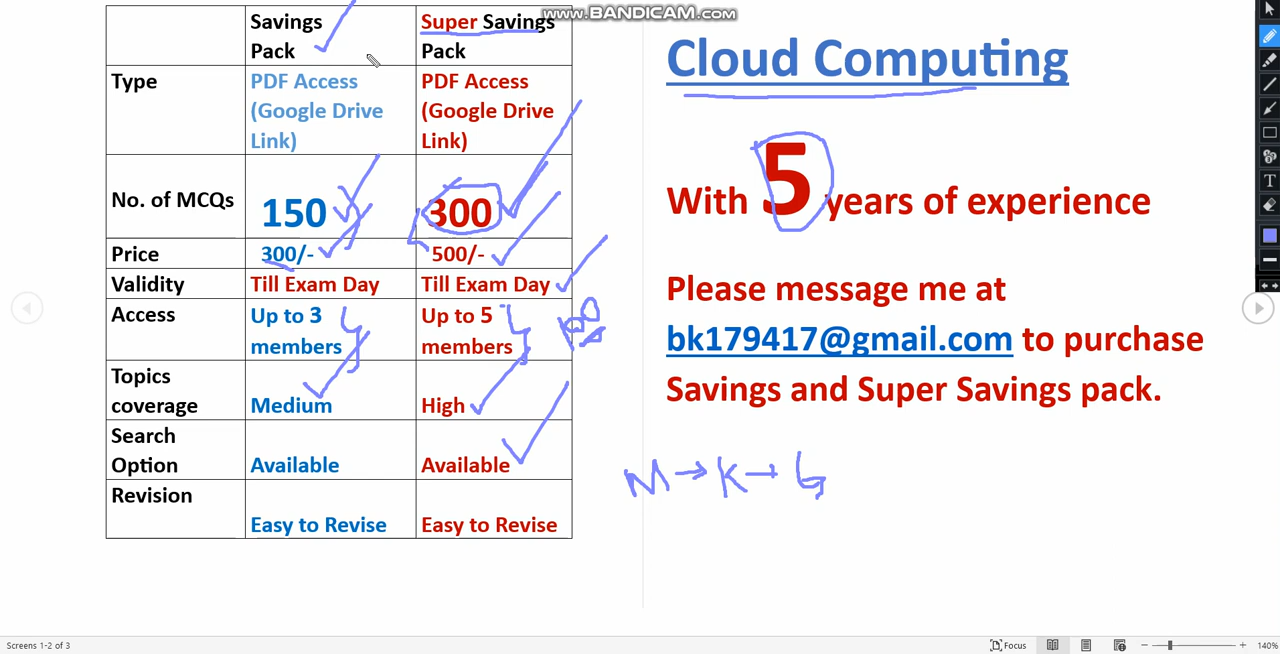 www.BANDICAM.com
Savings Pack
Super Savings Pack
Type
PDF Access (Google Drive Link)
PDF Access (Google Drive Link)
No. of MCQs
150
300
Price
300/-
500/-
Validity
Till Exam Day
Till Exam Day
Access
Up to 3 members
Up to 5 members
100
Topics coverage
Medium
High
Search Option
Available
Available
Revision
Easy to Revise
Easy to Revise
Cloud Computing
With 5 years of experience
Please message me at
bk179417@gmail.com to purchase
Savings and Super Savings pack.
M → K → G
Screens 1-2 of 3
Focus
140%